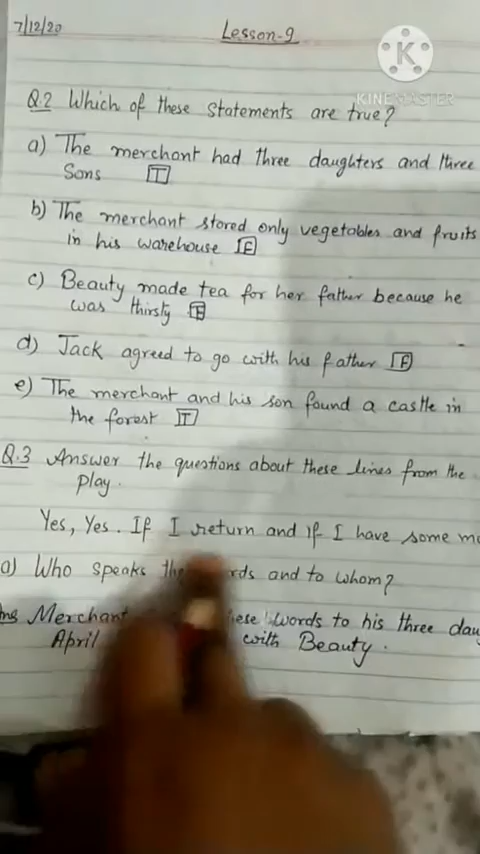 7/12/20
Lesson-9
KINEMASTER
Q.2 Which of these statements are true?
a) The merchant had three daughters and three
Sons T
b) The merchant stored only vegetables and fruits
in his warehouse F
c) Beauty made tea for her father because he
was thirsty F
d) Jack agreed to go with his father F
e) The merchant and his son found a castle in
the forest T
Q.3 Answer the questions about these lines from the
play.
Yes, Yes. If I return and if I have some
a) Who speaks and to whom?
Merchant words to his three
April with Beauty.